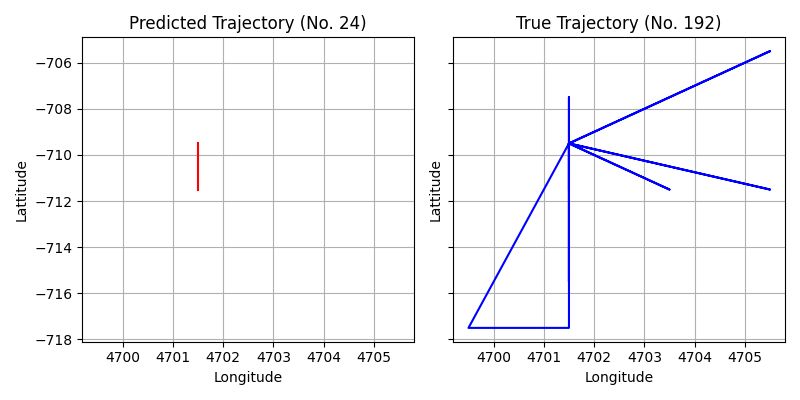 Predicted Trajectory (No. 24)
True Trajectory (No. 192)
Lattitude
−706
−708
−710
−712
−714
−716
−718
4700 4701 4702 4703 4704 4705
Longitude
Lattitude
4700 4701 4702 4703 4704 4705
Longitude